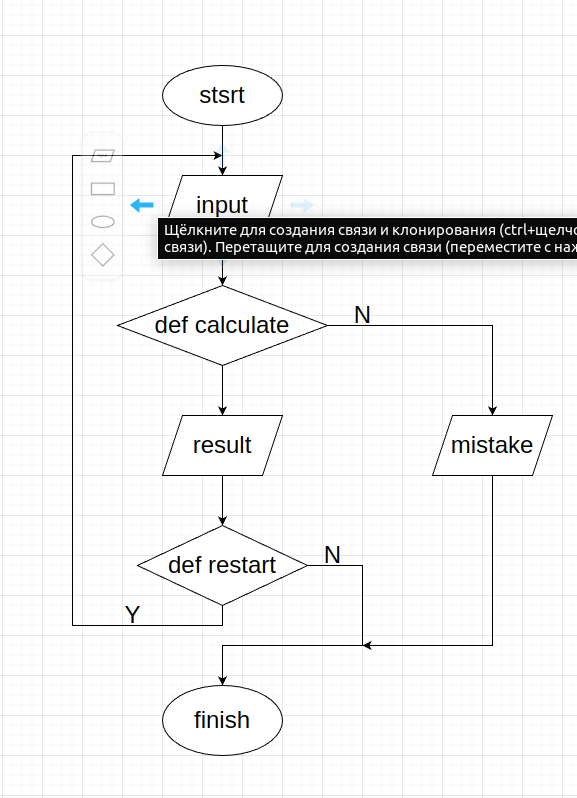 stsrt
input
Щёлкните для создания связи и клонирования (ctrl+щелч
связи). Перетащите для создания связи (переместите с наж
def calculate
N
result
mistake
def restart
N
Y
finish